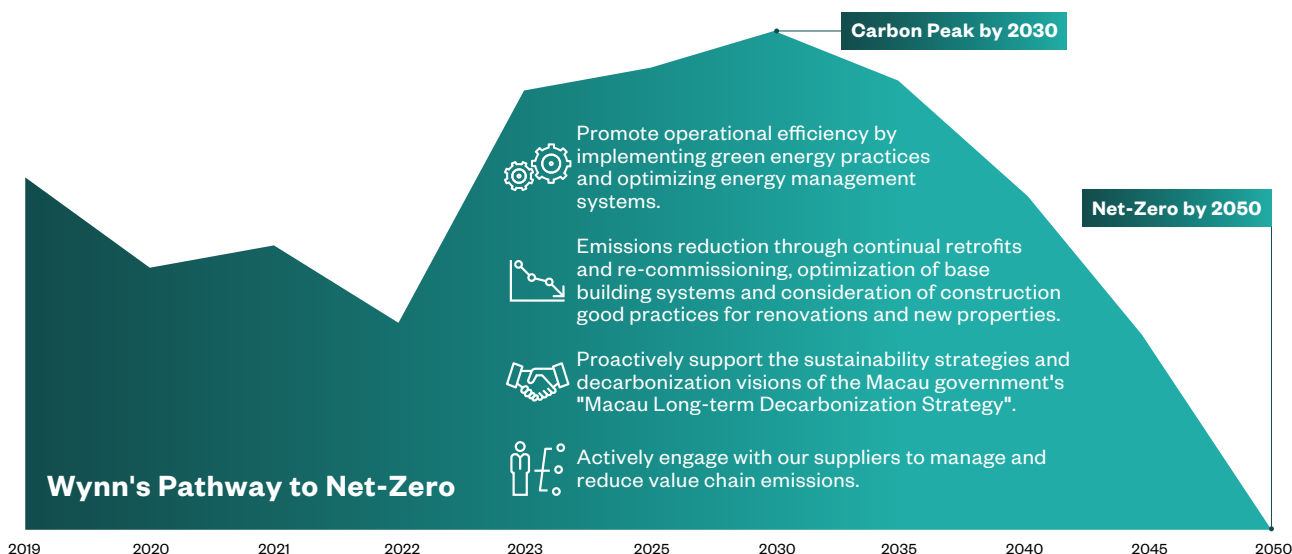 Carbon Peak by 2030
Promote operational efficiency by
implementing green energy practices
and optimizing energy management
systems.
Net-Zero by 2050
Emissions reduction through continual retrofits
and re-commissioning, optimization of base
building systems and consideration of construction
good practices for renovations and new properties.
Proactively support the sustainability strategies and
decarbonization visions of the Macau government's
"Macau Long-term Decarbonization Strategy".
Actively engage with our suppliers to manage and
reduce value chain emissions.
Wynn's Pathway to Net-Zero
2019 2020 2021 2022 2023 2025 2030 2035 2040 2045 2050